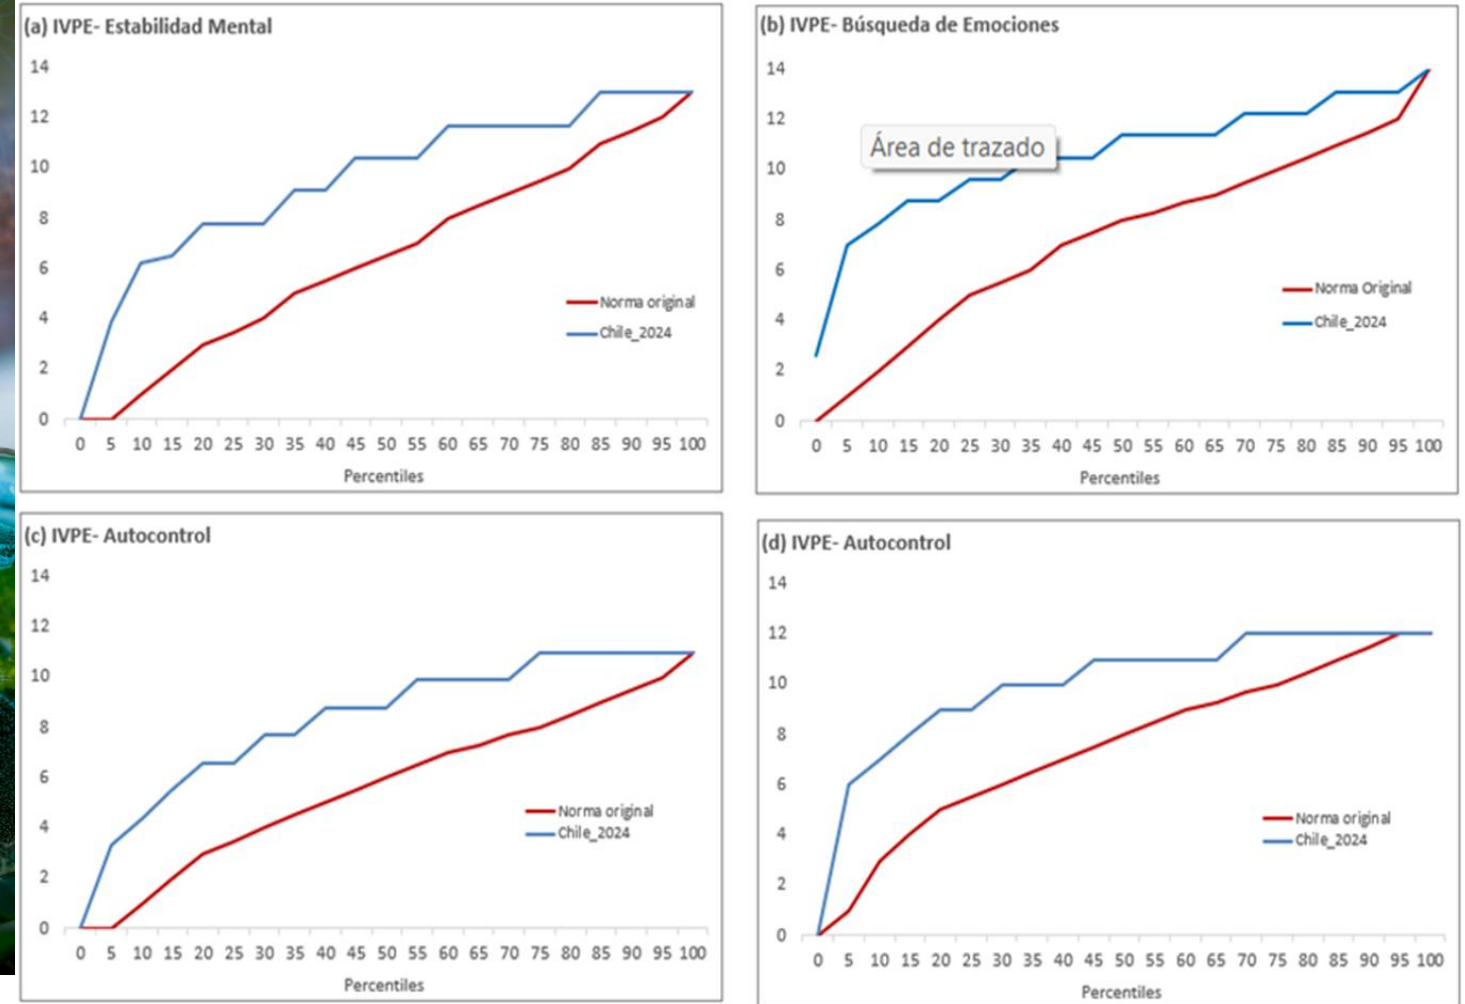 (a) IVPE- Estabilidad Mental
14
12
10
8
6
4
2
0
Norma original
Chile_2024
0 5 10 15 20 25 30 35 40 45 50 55 60 65 70 75 80 85 90 95 100
Percentiles
(b) IVPE- Búsqueda de Emociones
14
12
10
8
6
4
2
0
Área de trazado
Norma Original
Chile_2024
0 5 10 15 20 25 30 35 40 45 50 55 60 65 70 75 80 85 90 95 100
Percentiles
(c) IVPE- Autocontrol
14
12
10
8
6
4
2
0
Norma original
Chile_2024
0 5 10 15 20 25 30 35 40 45 50 55 60 65 70 75 80 85 90 95 100
Percentiles
(d) IVPE- Autocontrol
14
12
10
8
6
4
2
0
Norma original
Chile_2024
0 5 10 15 20 25 30 35 40 45 50 55 60 65 70 75 80 85 90 95 100
Percentiles